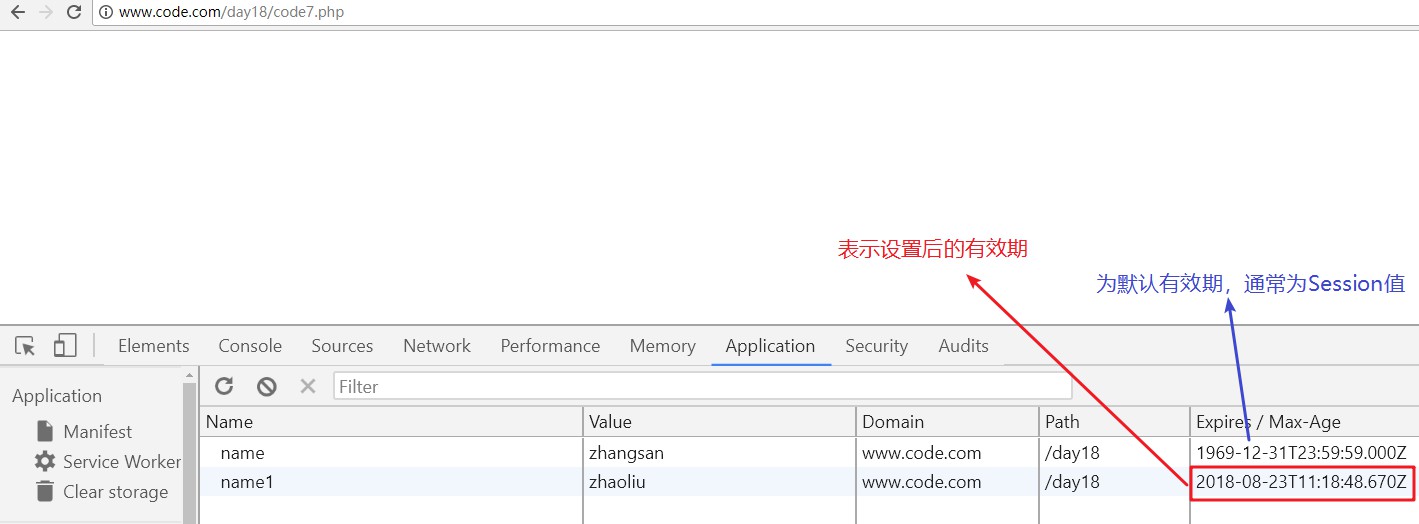 www.code.com/day18/code7.php
表示设置后的有效期
为默认有效期，通常为Session值
Elements Console Sources Network Performance Memory Application Security Audits
Application
Filter
Manifest
Service Worker
Clear storage
Name Value Domain Path Expires / Max-Age
name zhangsan www.code.com /day18 1969-12-31T23:59:59.000Z
name1 zhaoliu www.code.com /day18 2018-08-23T11:18:48.670Z